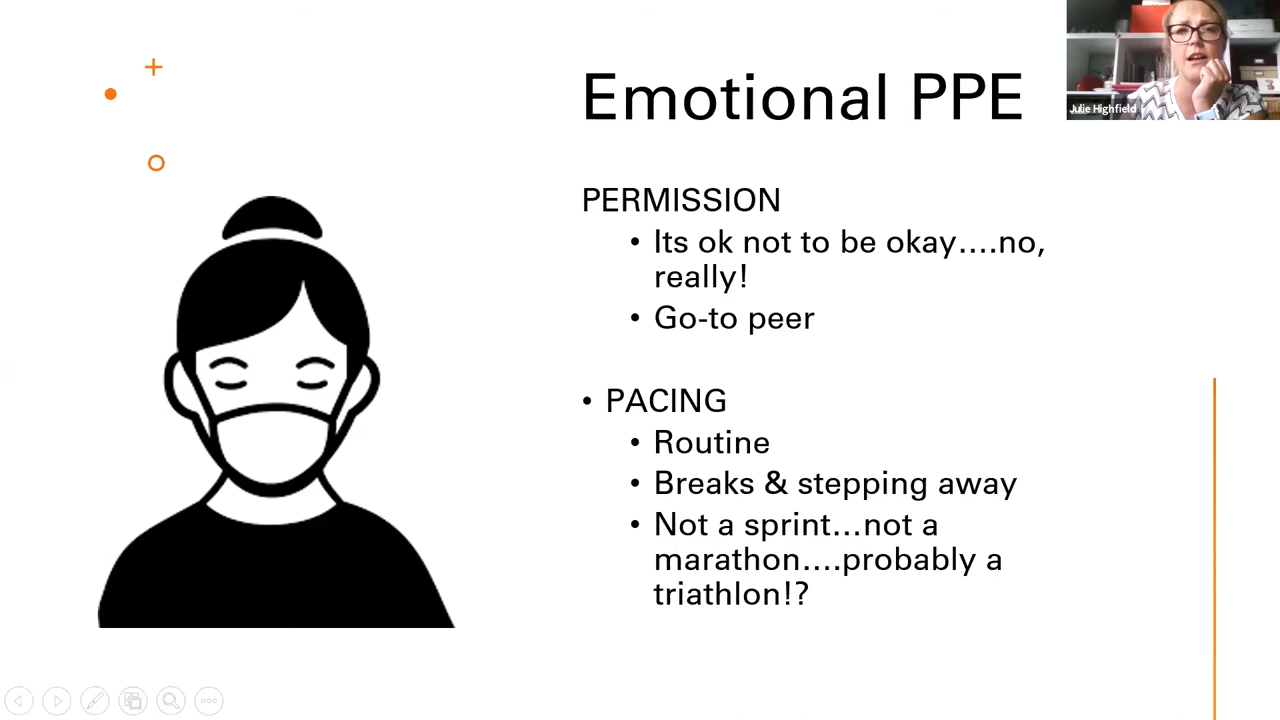 Emotional PPE
Julie Highfield
PERMISSION
• Its ok not to be okay....no,
really!
• Go-to peer
• PACING
• Routine
• Breaks & stepping away
• Not a sprint...not a
marathon....probably a
triathlon!?